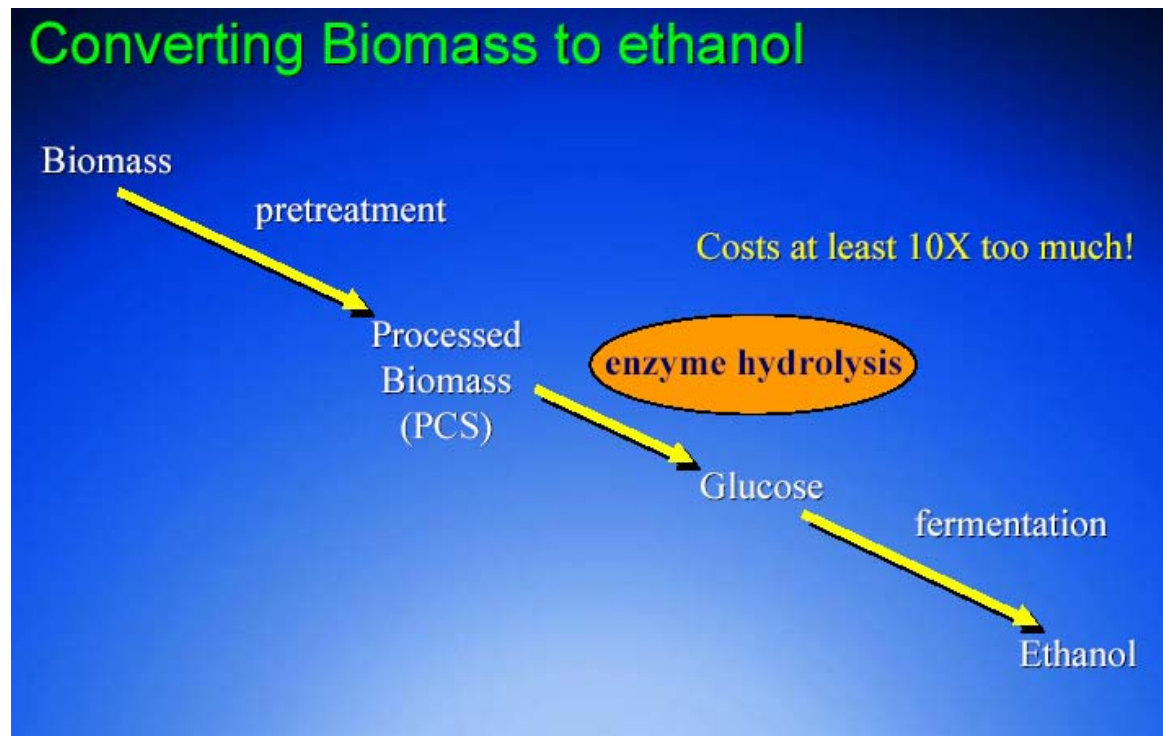 Converting Biomass to ethanol
Biomass
pretreatment
Costs at least 10X too much!
Processed
Biomass
(PCS)
enzyme hydrolysis
Glucose
fermentation
Ethanol